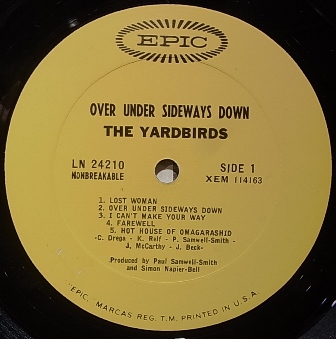 EPIC
OVER UNDER SIDEWAYS DOWN
THE YARDBIRDS
LN 24210 SIDE 1
NONBREAKABLE XEM 114163
1. LOST WOMAN
2. OVER UNDER SIDEWAYS DOWN
3. I CAN'T MAKE YOUR WAY
4. FAREWELL
5. HOT HOUSE OF OMAGARASHID
-C. Drega - K. Relf - P. Samwell-Smith -
J. McCarthy - J. Beck-
Produced by Paul Samwell-Smith
and Simon Napier-Bell
"EPIC, MARCAS REG. T.M. PRINTED IN U.S.A.